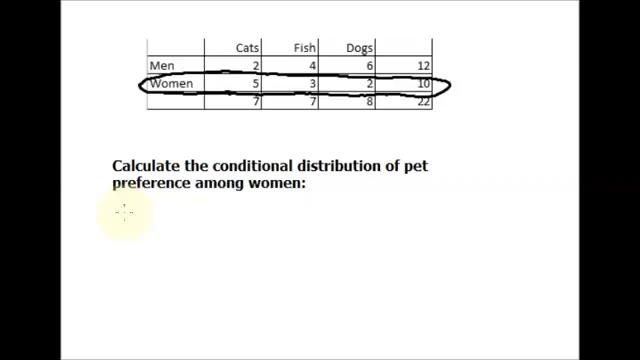 Cats Fish Dogs
Men 2 4 6 12
Women 5 3 2 10
7 7 8 22
Calculate the conditional distribution of pet
preference among women: